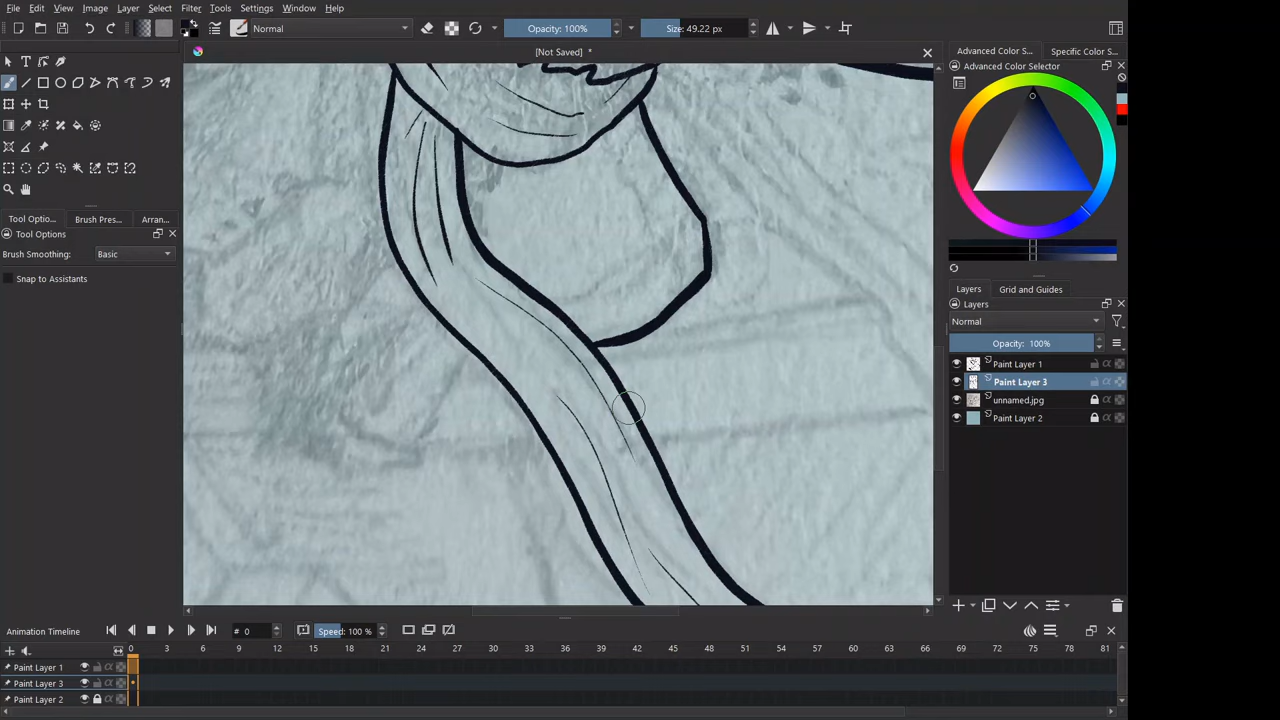 File Edit View Image Layer Select Filter Tools Settings Window Help
Normal Opacity: 100% Size: 49.22 px
[Not Saved] *
Advanced Color S... Specific Color S...
Advanced Color Selector
Tool Optio... Brush Pres... Arran...
Tool Options
Brush Smoothing: Basic
Snap to Assistants
Layers Grid and Guides
Layers
Normal
Opacity: 100%
Paint Layer 1
Paint Layer 3
unnamed.jpg
Paint Layer 2
Animation Timeline # 0 Speed: 100 %
0 3 6 9 12 15 18 21 24 27 30 33 36 39 42 45 48 51 54 57 60 63 66 69 72 75 78 81
Paint Layer 1
Paint Layer 3
Paint Layer 2